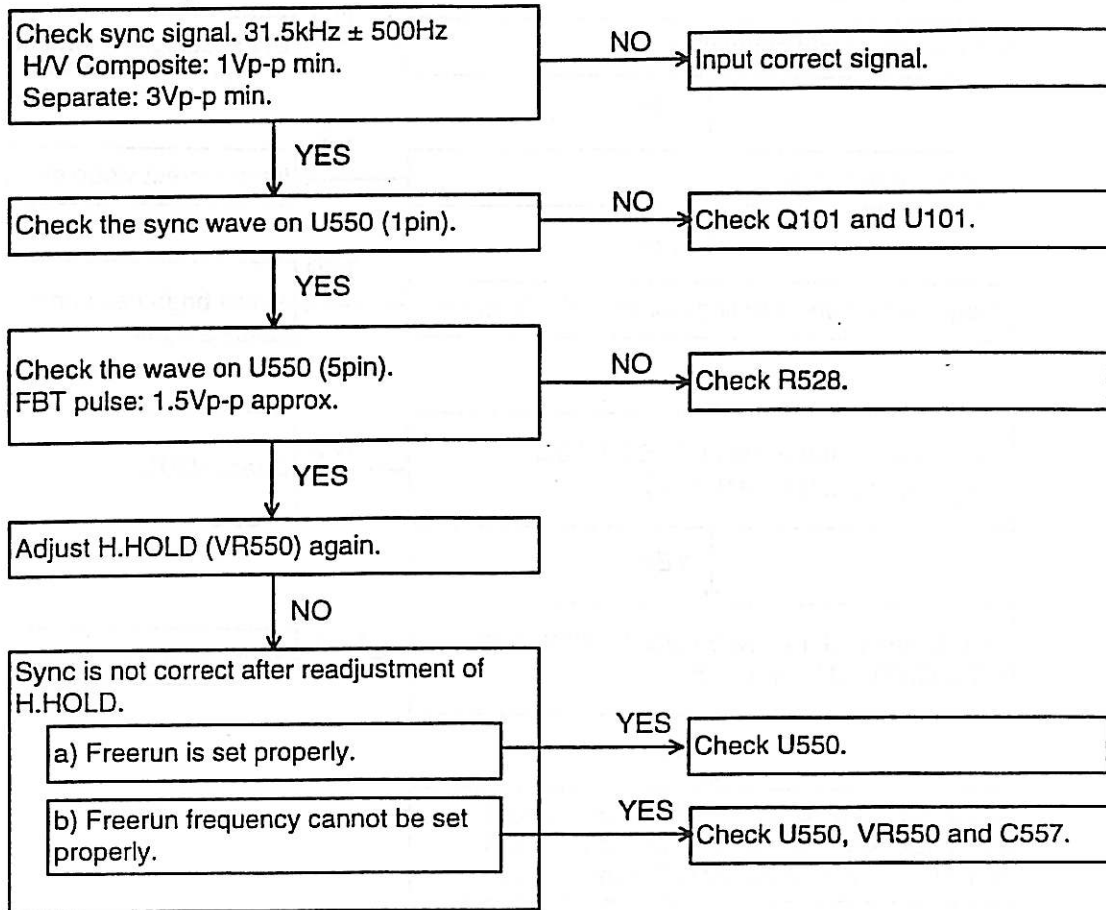 Check sync signal. 31.5kHz ± 500Hz
H/V Composite: 1Vp-p min.
Separate: 3Vp-p min.
NO
Input correct signal.
YES
Check the sync wave on U550 (1pin).
NO
Check Q101 and U101.
YES
Check the wave on U550 (5pin).
FBT pulse: 1.5Vp-p approx.
NO
Check R528.
YES
Adjust H.HOLD (VR550) again.
NO
Sync is not correct after readjustment of
H.HOLD.
a) Freerun is set properly.
YES
Check U550.
b) Freerun frequency cannot be set
properly.
YES
Check U550, VR550 and C557.